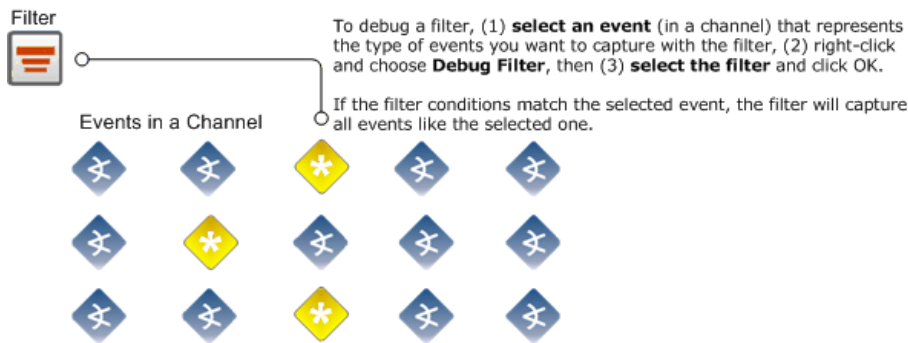 Filter
To debug a filter, (1) select an event (in a channel) that represents
the type of events you want to capture with the filter, (2) right-click
and choose Debug Filter, then (3) select the filter and click OK.
If the filter conditions match the selected event, the filter will capture
all events like the selected one.
Events in a Channel